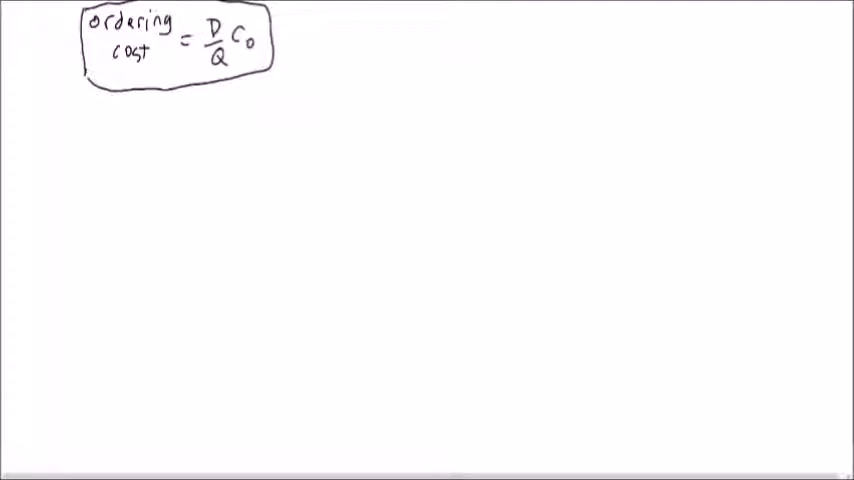 ordering cost = D/Q C₀